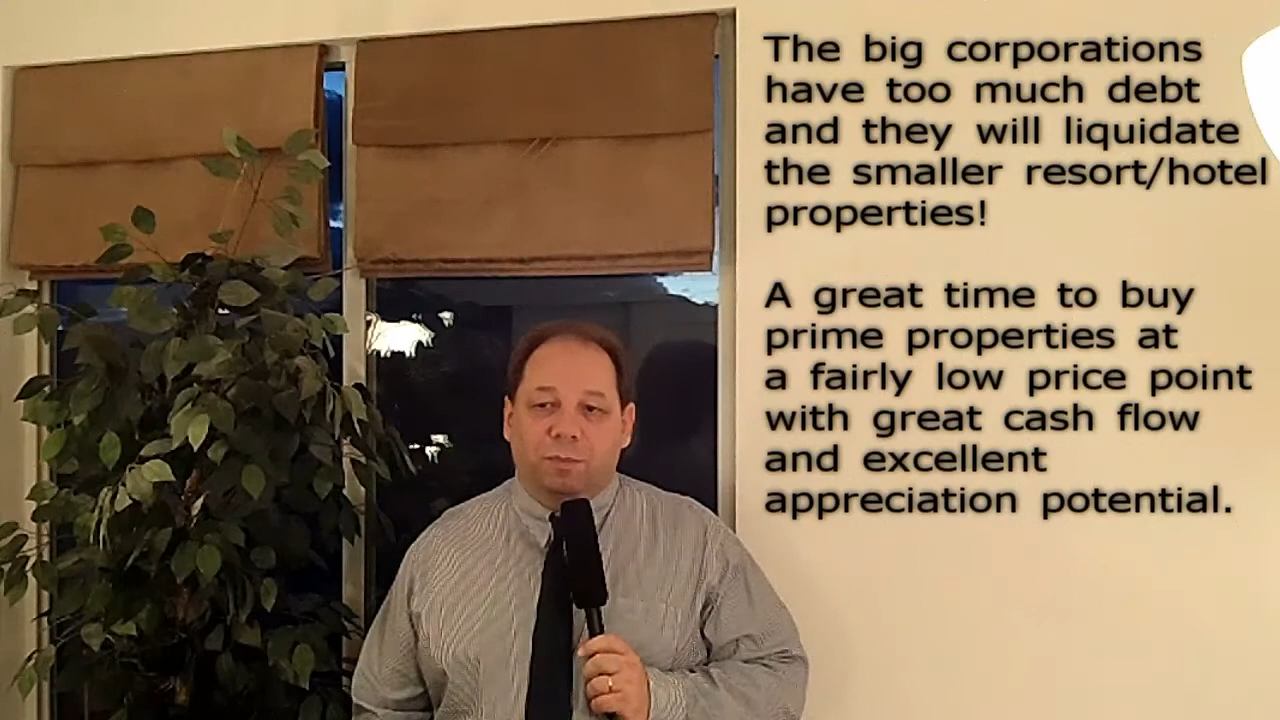 The big corporations
have too much debt
and they will liquidate
the smaller resort/hotel
properties!
A great time to buy
prime properties at
a fairly low price point
with great cash flow
and excellent
appreciation potential.